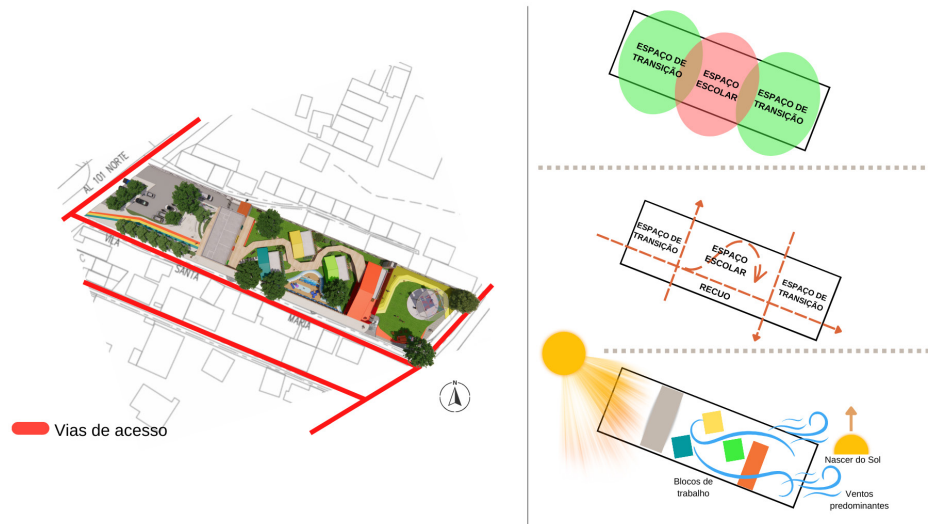 AL 101 NORTE
VILA
SANTA
MARIA
N
Vias de acesso
ESPAÇO DE
TRANSIÇÃO
ESPAÇO
ESCOLAR
ESPAÇO DE
TRANSIÇÃO
ESPAÇO DE
TRANSIÇÃO
ESPAÇO
ESCOLAR
ESPAÇO DE
TRANSIÇÃO
RECUO
Nascer do Sol
Blocos de
trabalho
Ventos
predominantes